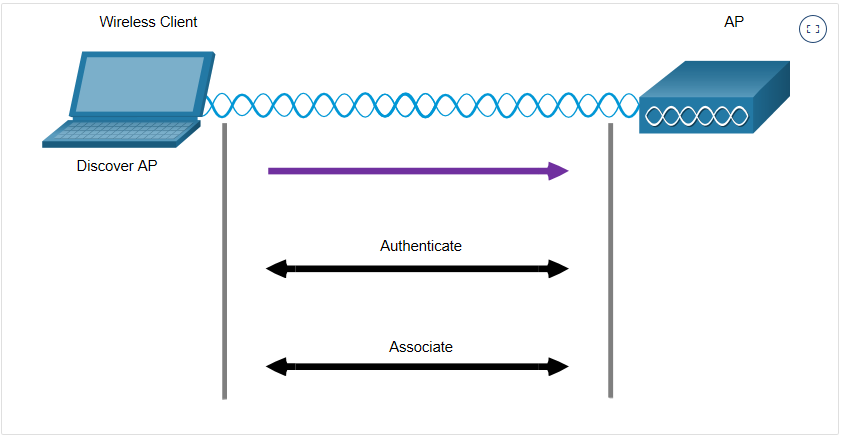 Wireless Client
AP
Discover AP
Authenticate
Associate